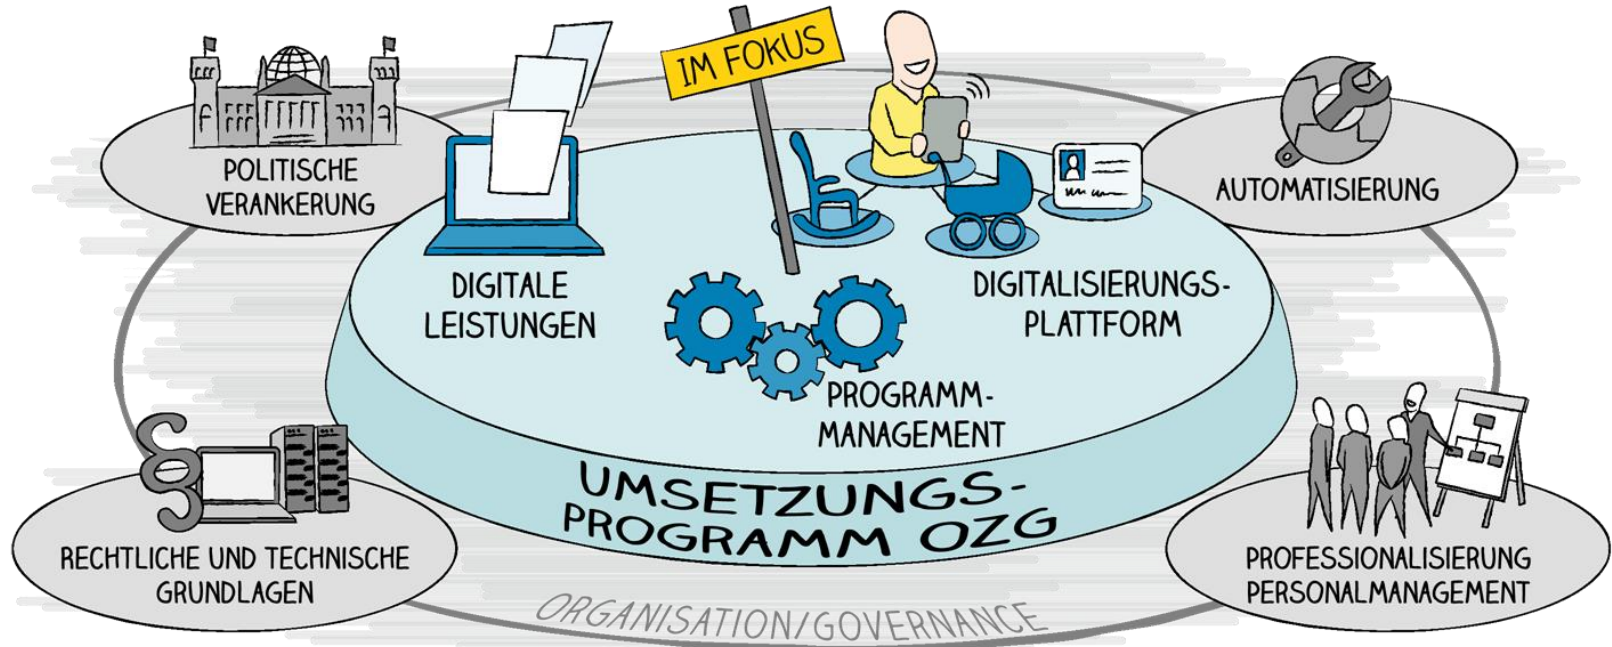 IM FOKUS
POLITISCHE
VERANKERUNG
AUTOMATISIERUNG
DIGITALE
LEISTUNGEN
DIGITALISIERUNGS-
PLATTFORM
PROGRAMM-
MANAGEMENT
UMSETZUNGS-
PROGRAMM OZG
RECHTLICHE UND TECHNISCHE
GRUNDLAGEN
PROFESSIONALISIERUNG
PERSONALMANAGEMENT
ORGANISATION/GOVERNANCE